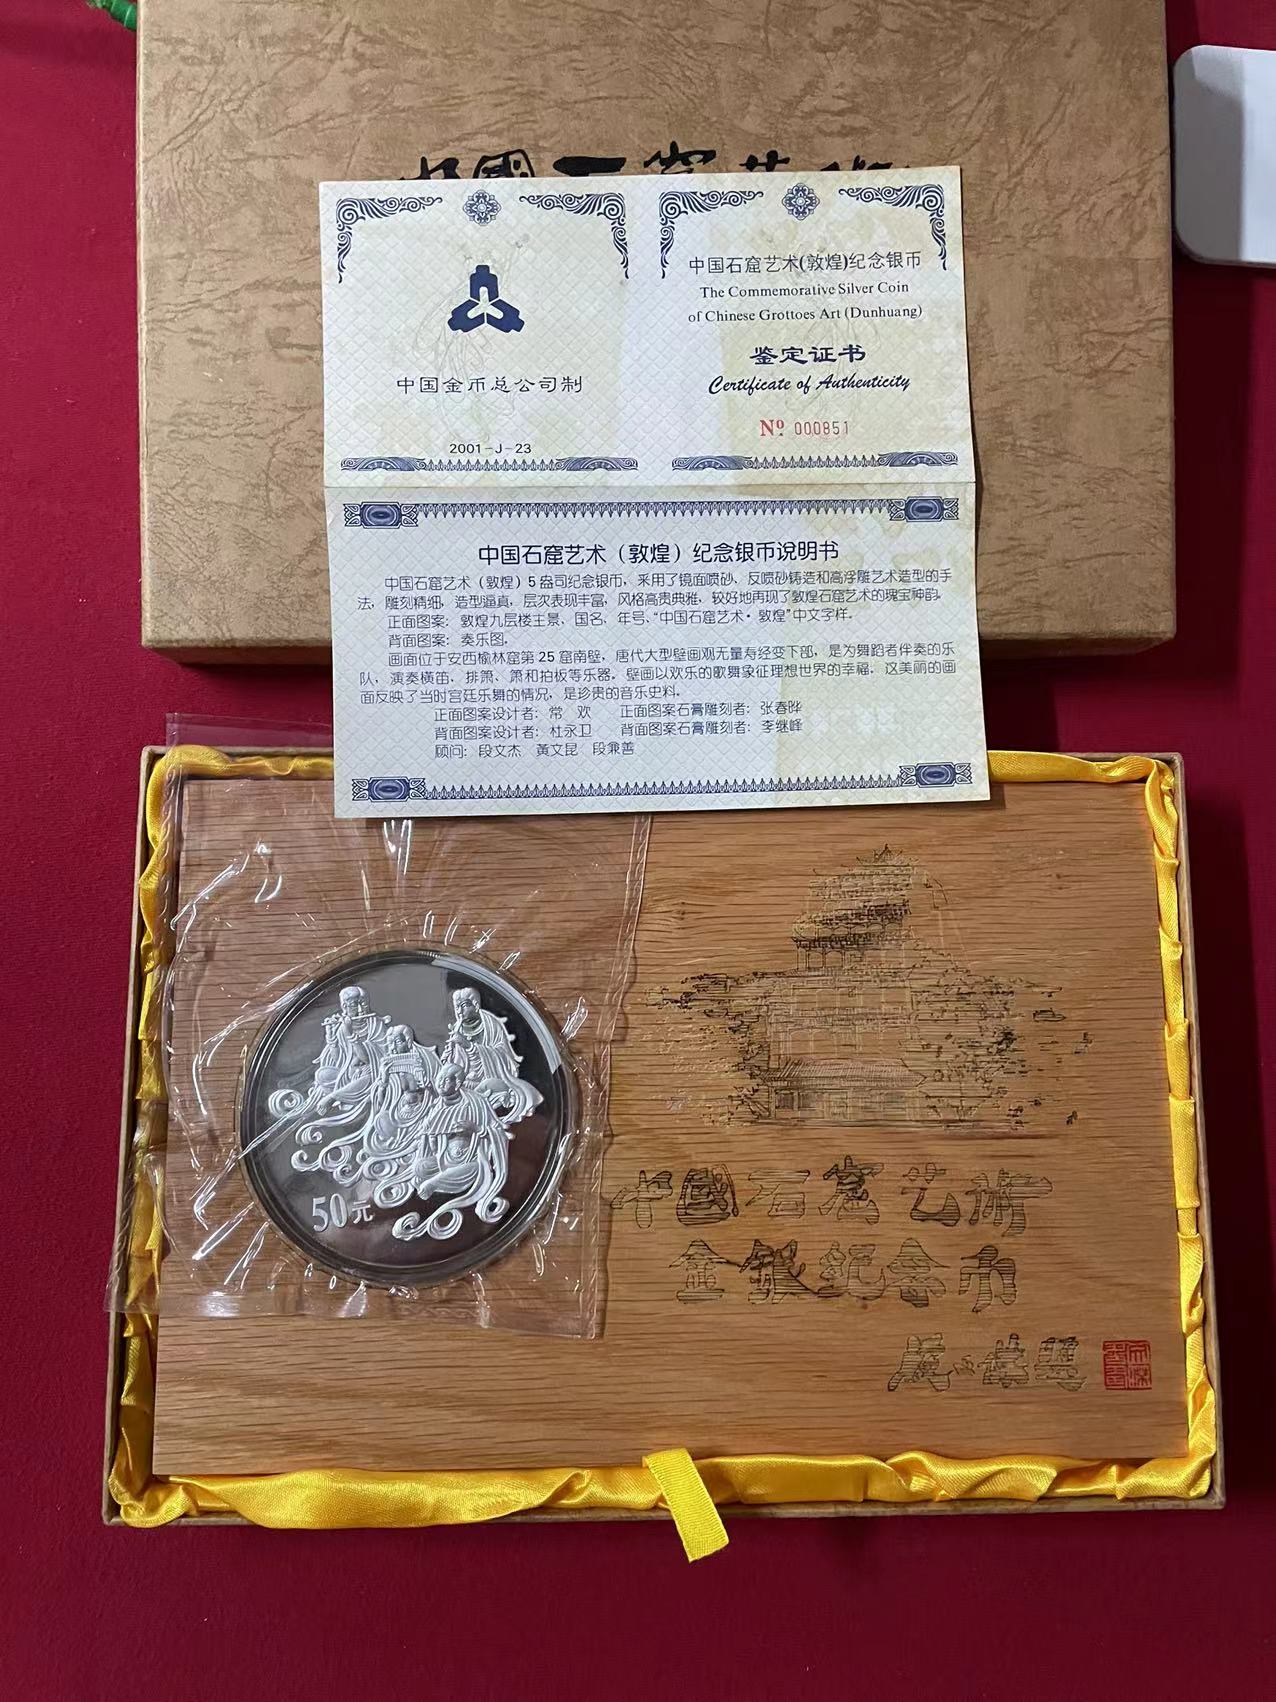 中國石窟艺術
中国金币总公司制
2001-J-23
中国石窟艺术(敦煌)纪念银币
The Commemorative Silver Coin
of Chinese Grottoes Art (Dunhuang)
鉴定证书
Certificate of Authenticity
Nº 000851
中国石窟艺术（敦煌）纪念银币说明书
中国石窟艺术（敦煌）5盎司纪念银币，采用了镜面喷砂、反喷砂铸造和高浮雕艺术造型的手
法，雕刻精细，造型逼真，层次表现丰富，风格高贵典雅，较好地再现了敦煌石窟艺术的瑰宝神韵。
正面图案：敦煌九层楼主景、国名、年号、“中国石窟艺术·敦煌”中文字样。
背面图案：奏乐图。
画面位于安西榆林窟第25窟南壁，唐代大型壁画观无量寿经变下部，是为舞蹈者伴奏的乐
队，演奏横笛、排箫、箫和拍板等乐器，壁画以欢乐的歌舞象征理想世界的幸福，这美丽的画
面反映了当时宫廷乐舞的情况，是珍贵的音乐史料。
正面图案设计者：常 欢 正面图案石膏雕刻者：张春晔
背面图案设计者：杜永卫 背面图案石膏雕刻者：李继峰
顾问：段文杰 黄文昆 段兼善
50元
中國石窟艺術
金銀纪念币